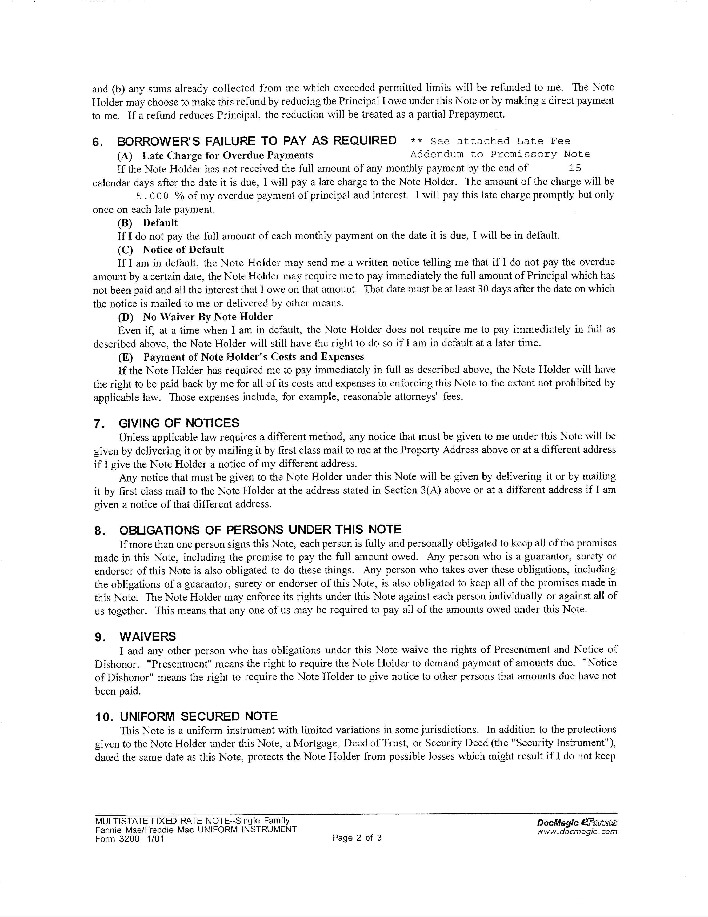 and (b) any sums already collected from me which exceeded permitted limits will be refunded to me. The Note
Holder may choose to make this refund by reducing the Principal I owe under this Note or by making a direct payment
to me. If a refund reduces Principal, the reduction will be treated as a partial Prepayment.
6. BORROWER'S FAILURE TO PAY AS REQUIRED ** See attached Late Fee
(A) Late Charge for Overdue Payments Addendum to Promissory Note
If the Note Holder has not received the full amount of any monthly payment by the end of 15
calendar days after the date it is due, I will pay a late charge to the Note Holder. The amount of the charge will be
5.000 % of my overdue payment of principal and interest. I will pay this late charge promptly but only
once on each late payment.
(B) Default
If I do not pay the full amount of each monthly payment on the date it is due, I will be in default.
(C) Notice of Default
If I am in default, the Note Holder may send me a written notice telling me that if I do not pay the overdue
amount by a certain date, the Note Holder may require me to pay immediately the full amount of Principal which has
not been paid and all the interest that I owe on that amount. That date must be at least 30 days after the date on which
the notice is mailed to me or delivered by other means.
(D) No Waiver By Note Holder
Even if, at a time when I am in default, the Note Holder does not require me to pay immediately in full as
described above, the Note Holder will still have the right to do so if I am in default at a later time.
(E) Payment of Note Holder's Costs and Expenses
If the Note Holder has required me to pay immediately in full as described above, the Note Holder will have
the right to be paid back by me for all of its costs and expenses in enforcing this Note to the extent not prohibited by
applicable law. Those expenses include, for example, reasonable attorneys' fees.
7. GIVING OF NOTICES
Unless applicable law requires a different method, any notice that must be given to me under this Note will be
given by delivering it or by mailing it by first class mail to me at the Property Address above or at a different address
if I give the Note Holder a notice of my different address.
Any notice that must be given to the Note Holder under this Note will be given by delivering it or by mailing
it by first class mail to the Note Holder at the address stated in Section 3(A) above or at a different address if I am
given a notice of that different address.
8. OBLIGATIONS OF PERSONS UNDER THIS NOTE
If more than one person signs this Note, each person is fully and personally obligated to keep all of the promises
made in this Note, including the promise to pay the full amount owed. Any person who is a guarantor, surety or
endorser of this Note is also obligated to do these things. Any person who takes over these obligations, including
the obligations of a guarantor, surety or endorser of this Note, is also obligated to keep all of the promises made in
this Note. The Note Holder may enforce its rights under this Note against each person individually or against all of
us together. This means that any one of us may be required to pay all of the amounts owed under this Note.
9. WAIVERS
I and any other person who has obligations under this Note waive the rights of Presentment and Notice of
Dishonor. "Presentment" means the right to require the Note Holder to demand payment of amounts due. "Notice
of Dishonor" means the right to require the Note Holder to give notice to other persons that amounts due have not
been paid.
10. UNIFORM SECURED NOTE
This Note is a uniform instrument with limited variations in some jurisdictions. In addition to the protections
given to the Note Holder under this Note, a Mortgage, Deed of Trust, or Security Deed (the "Security Instrument"),
dated the same date as this Note, protects the Note Holder from possible losses which might result if I do not keep
MULTISTATE FIXED RATE NOTE--Single Family
Fannie Mae/Freddie Mac UNIFORM INSTRUMENT
Form 3200 1/01 Page 2 of 3
DocMagic
www.docmagic.com